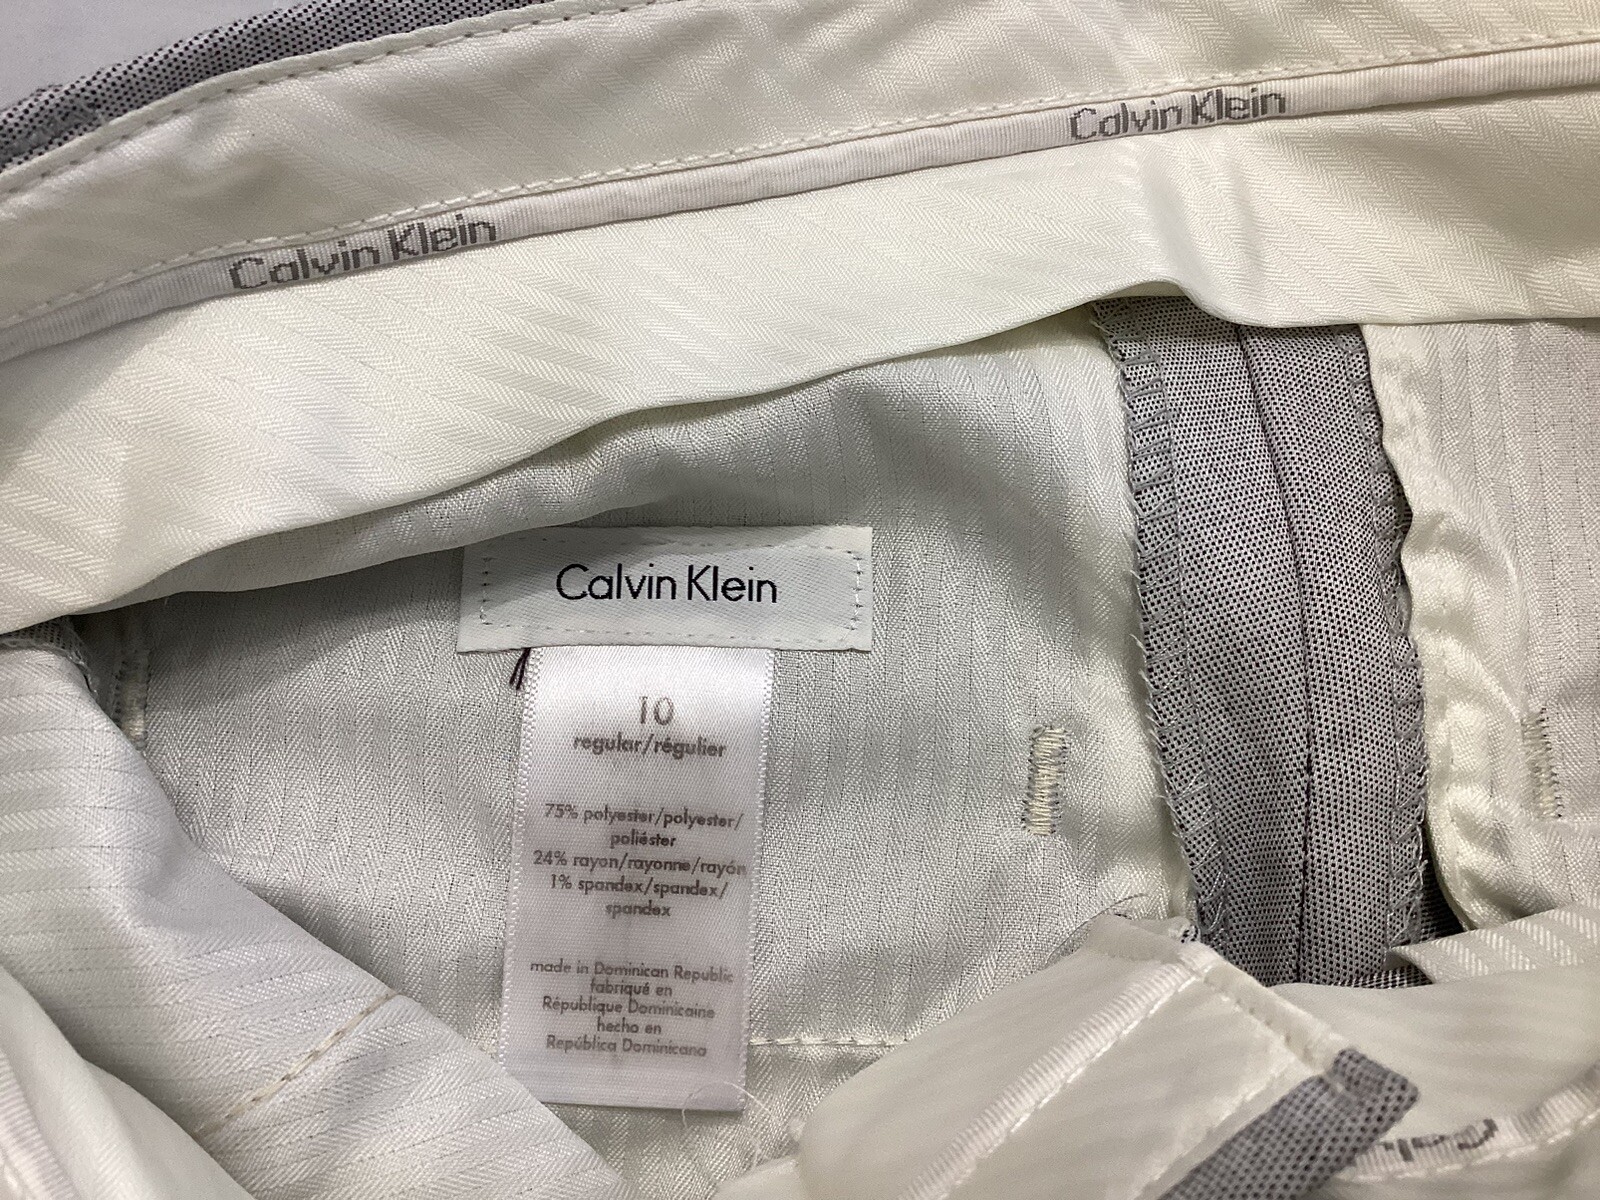 Calvin Klein
Calvin Klein
Calvin Klein
10
regular/régulier
75% polyester/polyester/
poliéster
24% rayon/rayonne/rayón
1% spandex/spandex/
spandex
made in Dominican Republic
fabriqué en
République Dominicaine
hecho en
República Dominicana